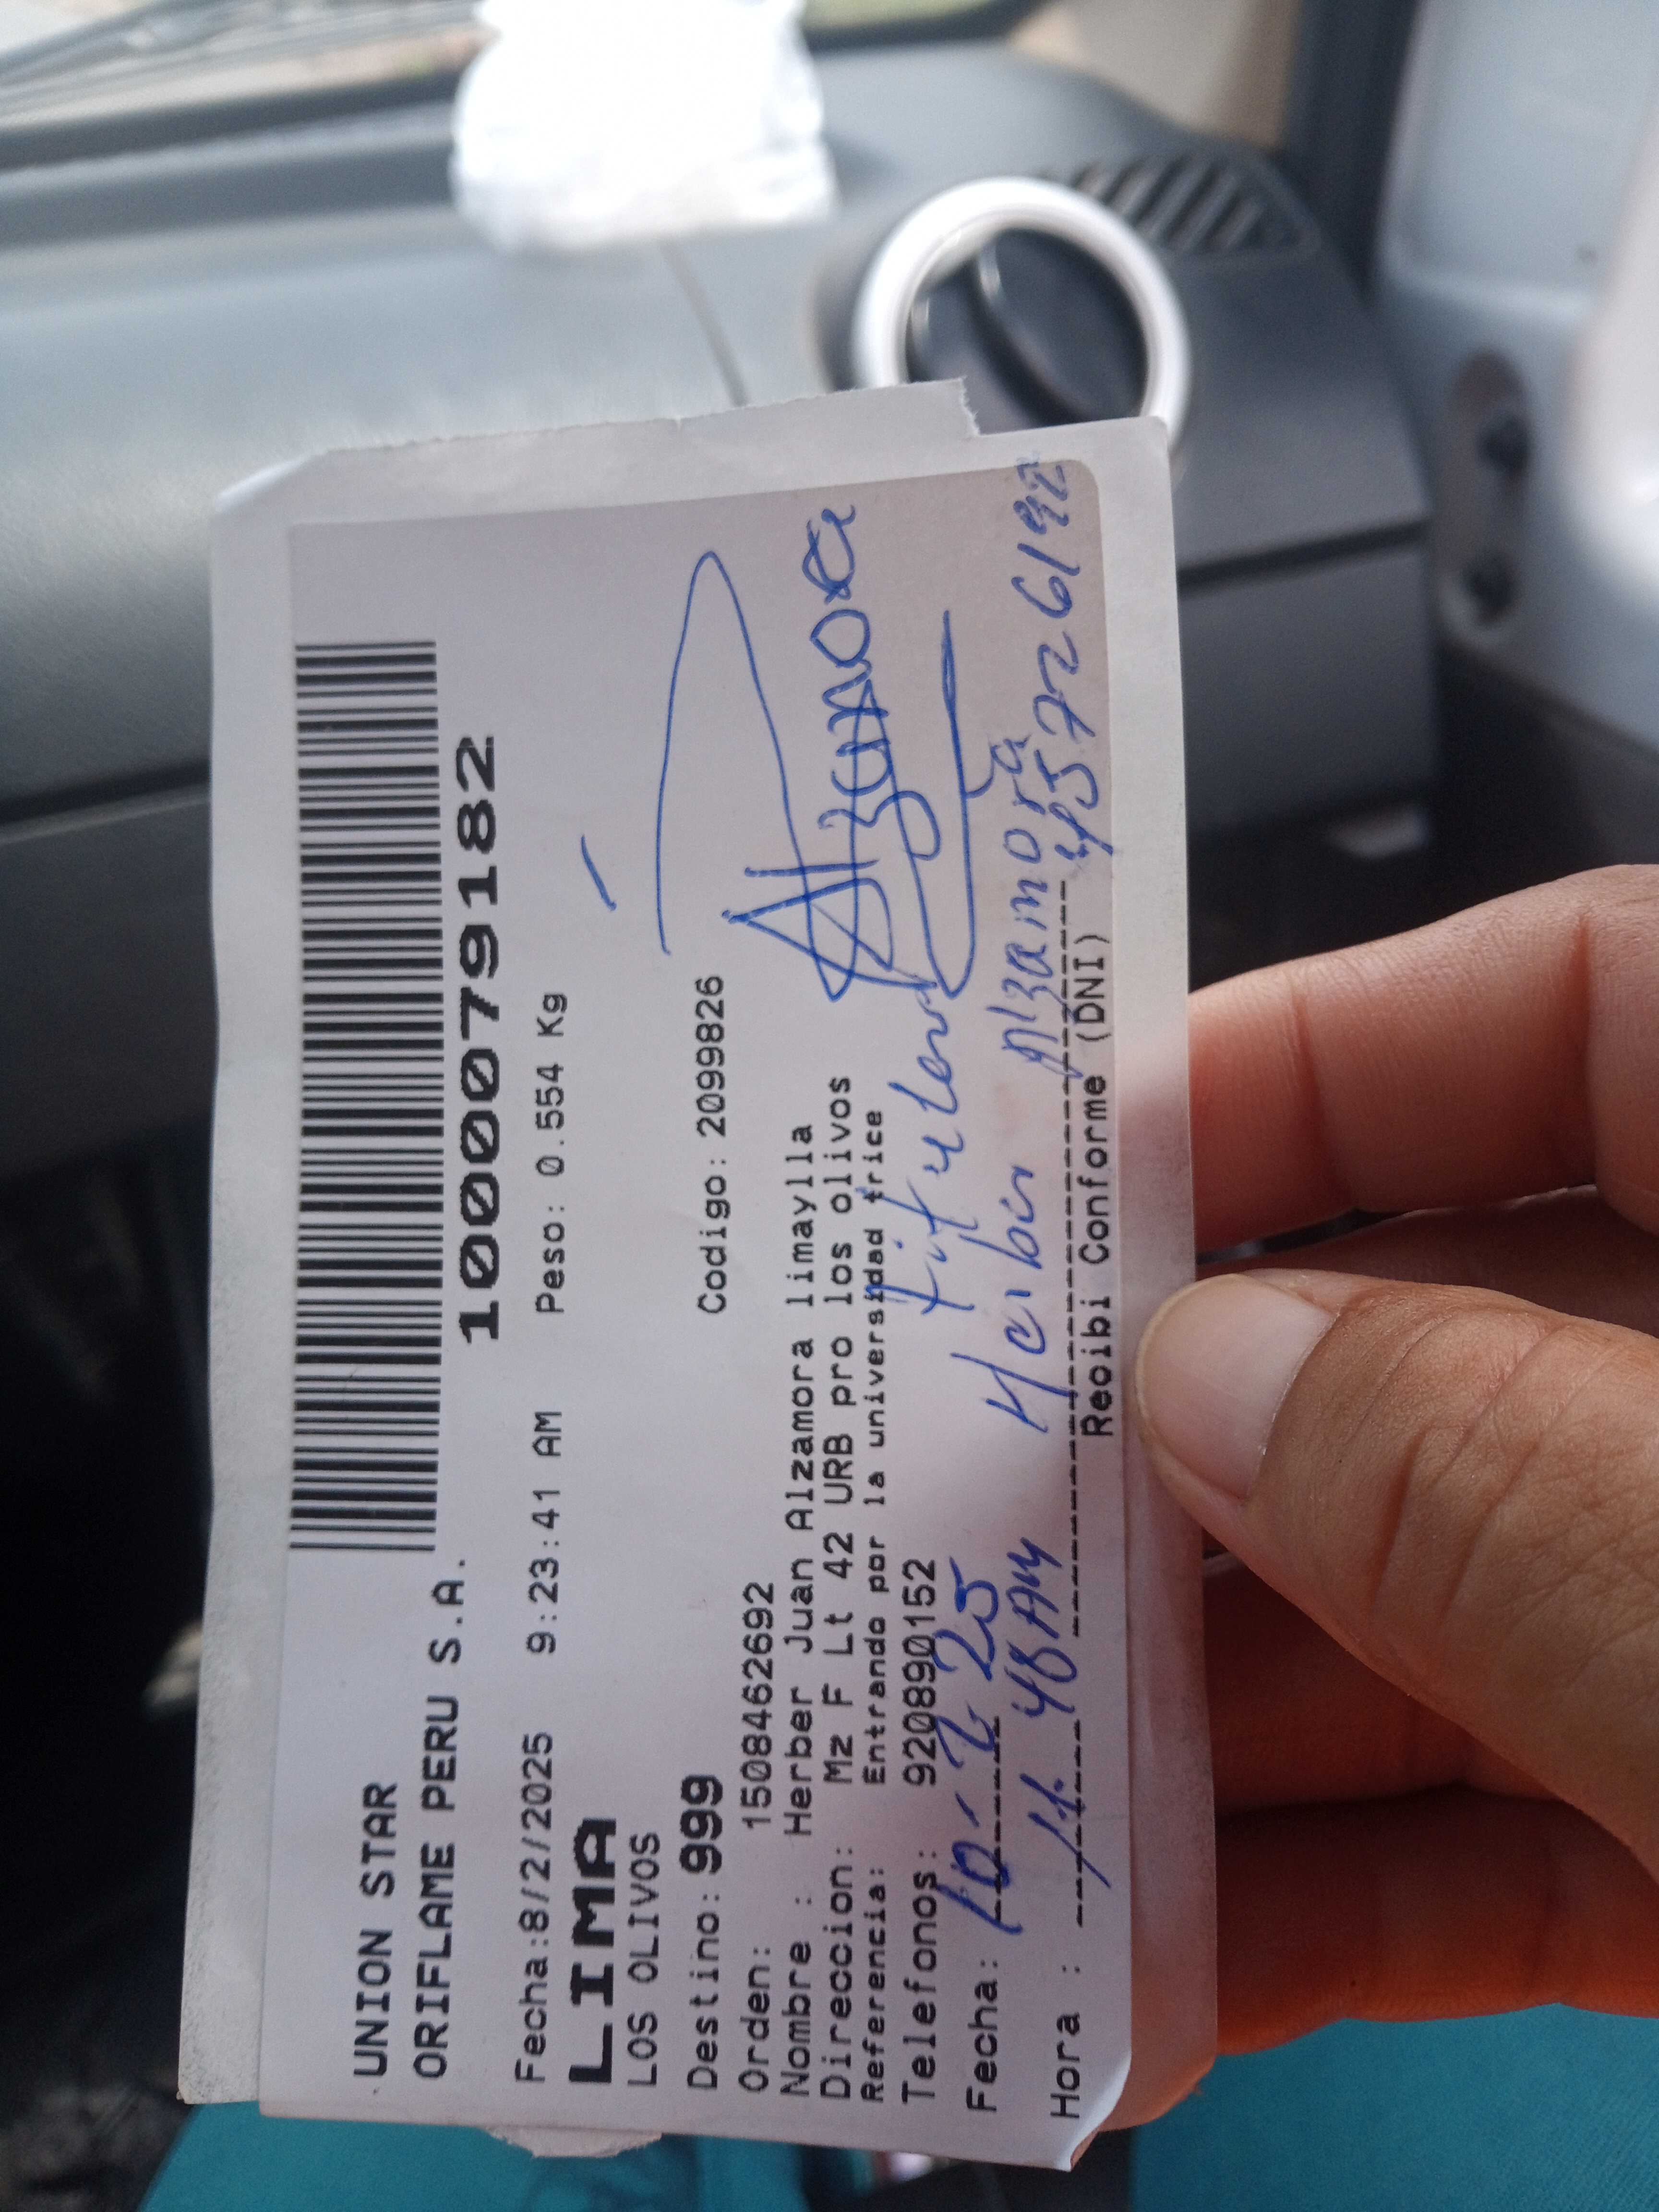 UNION STAR
ORIFLAME PERU S.A.
1000079182
Fecha:8/2/2025 9:23:41 AM Peso: 0.554 Kg
LIMA
LOS OLIVOS
Destino: 999
Codigo: 2099826
Orden: 1508462692
Nombre : Herber Juan Alzamora limaylla
Direccion: Mz F Lt 42 URB pro los olivos
Referencia: Entrando por la universidad trice
Telefonos: 920890152
Titular
Fecha: 10-2-25
Herber Alzamora
Hora : 11.48 AM
45726192
Recibi Conforme (DNI)